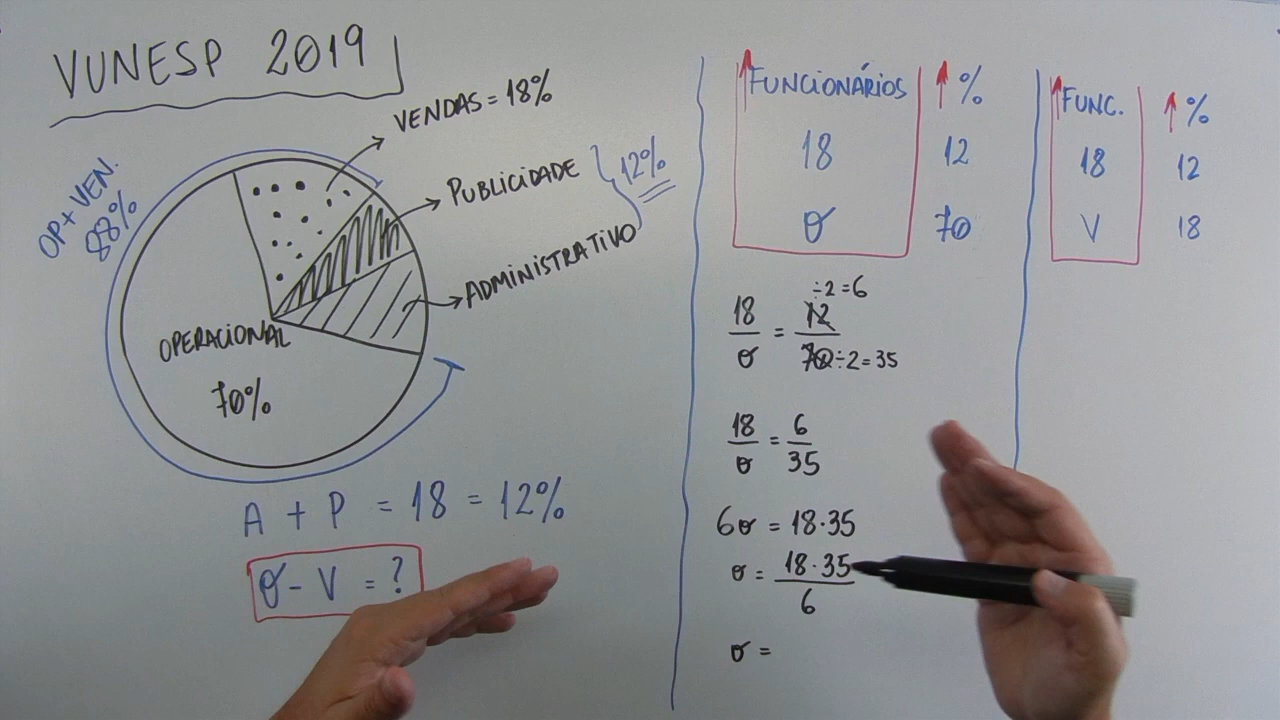 VUNESP 2019
VENDAS = 18%
PUBLICIDADE
12%
ADMINISTRATIVO
OP + VEN.
88%
OPERACIONAL
70%
A + P = 18 = 12%
O - V = ?
FUNCIONÁRIOS %
18 12
O 70
18/O = 12/70
÷2=6
÷2=35
18/O = 6/35
6O = 18·35
O = 18·35/6
O =
FUNC. %
18 12
V 18